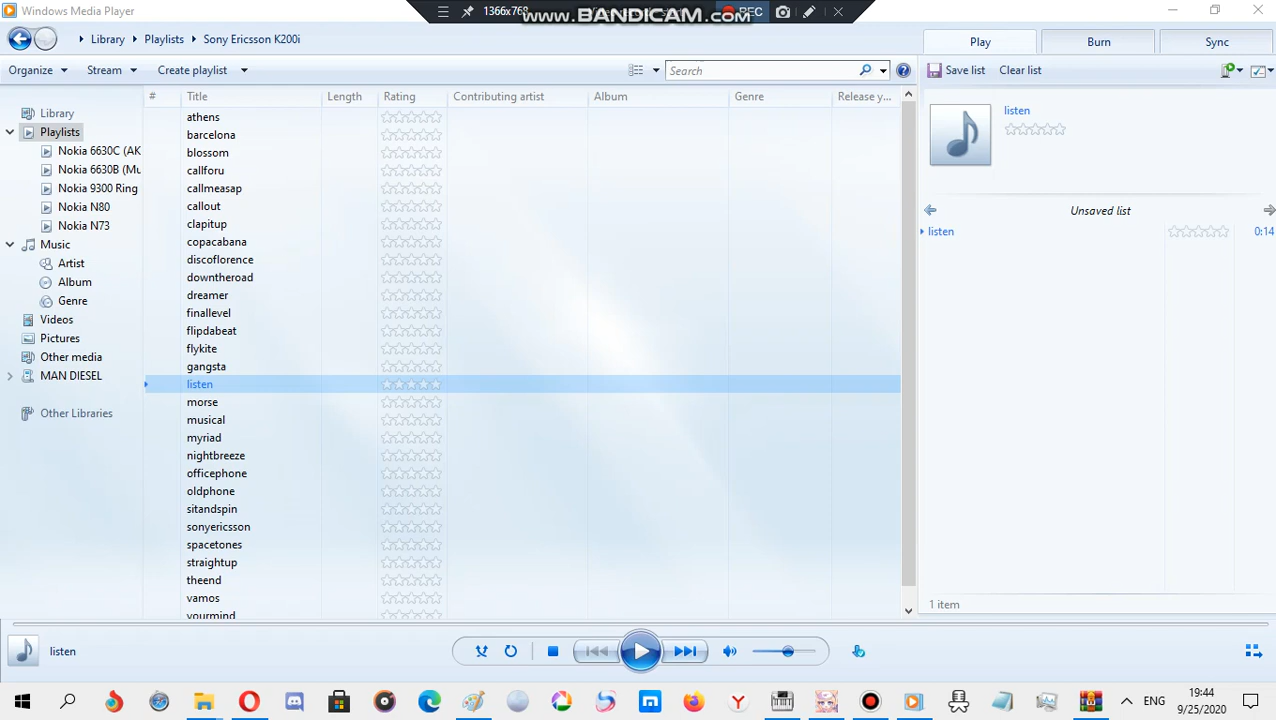 Windows Media Player
1366x768
www.BANDICAM.com
REC
Library
Playlists
Sony Ericsson K200i
Play
Burn
Sync
Organize
Stream
Create playlist
Search
Save list
Clear list
#
Title
Length
Rating
Contributing artist
Album
Genre
Release y...
Library
Playlists
Nokia 6630C (AK
Nokia 6630B (Mu
Nokia 9300 Ring
Nokia N80
Nokia N73
Music
Artist
Album
Genre
Videos
Pictures
Other media
MAN DIESEL
Other Libraries
athens
barcelona
blossom
callforu
callmeasap
callout
clapitup
copacabana
discoflorence
downtheroad
dreamer
finallevel
flipdabeat
flykite
gangsta
listen
morse
musical
myriad
nightbreeze
officephone
oldphone
sitandspin
sonyericsson
spacetones
straightup
theend
vamos
yourmind
listen
Unsaved list
listen
0:14
1 item
listen
ENG
19:44
9/25/2020